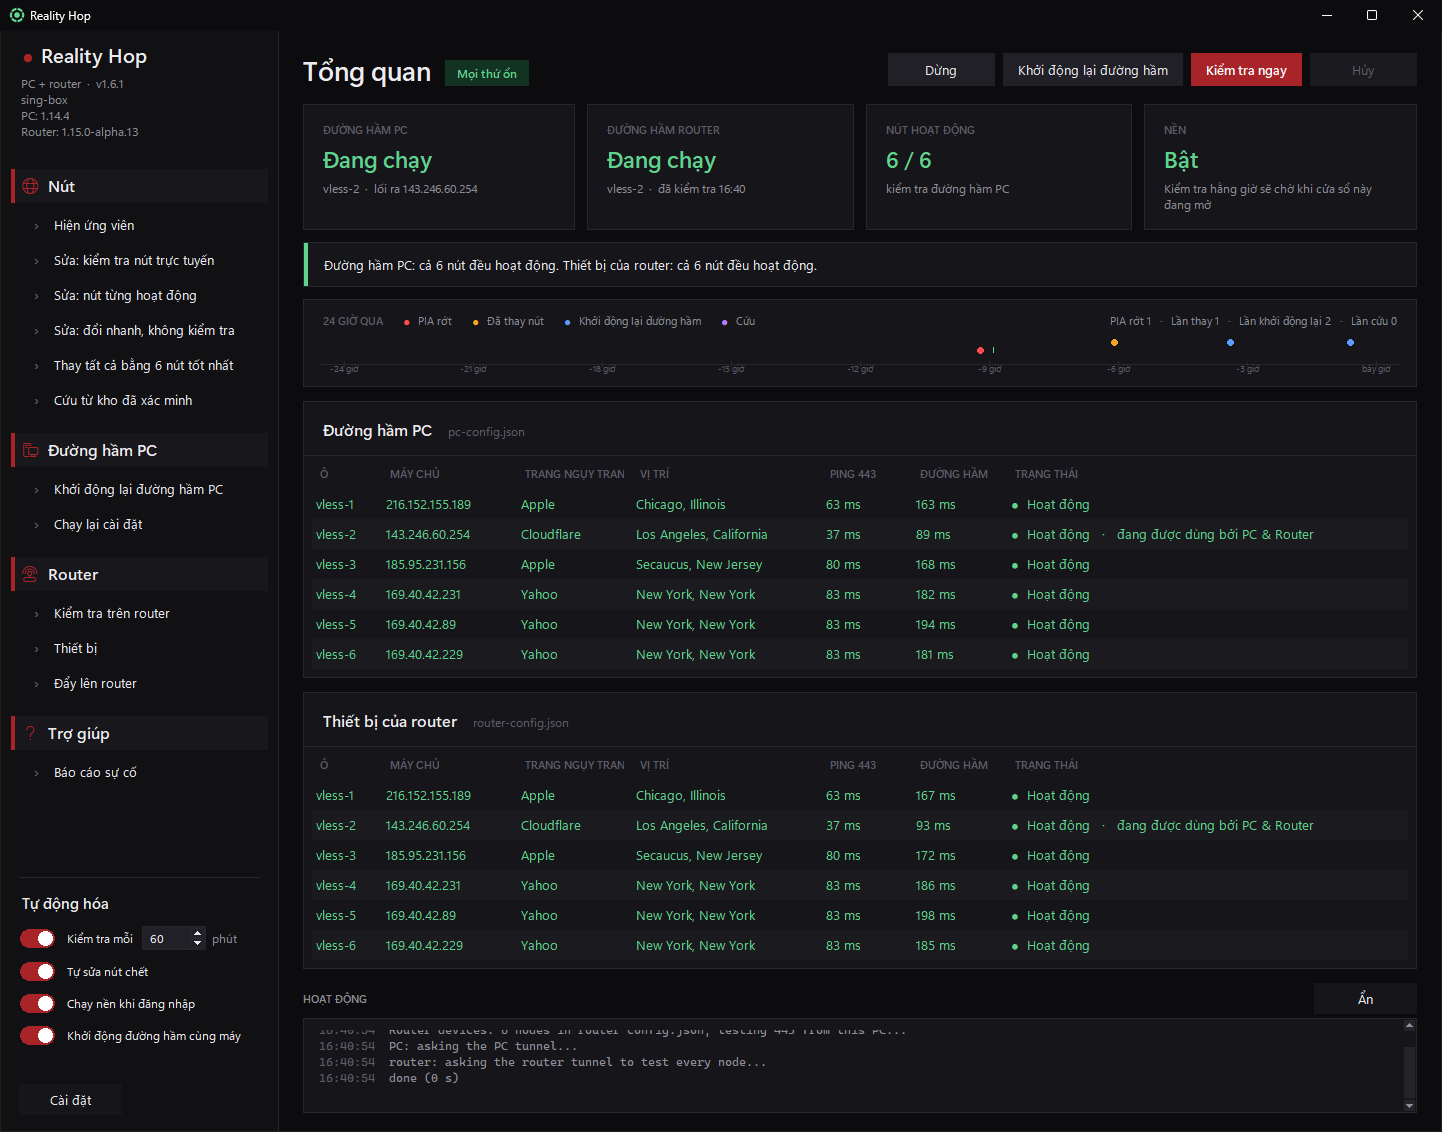 Reality Hop
Reality Hop
PC + router · v1.6.1
sing-box
PC: 1.14.4
Router: 1.15.0-alpha.13
Nút
Hiện ứng viên
Sửa: kiểm tra nút trực tuyến
Sửa: nút từng hoạt động
Sửa: đổi nhanh, không kiểm tra
Thay tất cả bằng 6 nút tốt nhất
Cứu từ kho đã xác minh
Đường hầm PC
Khởi động lại đường hầm PC
Chạy lại cài đặt
Router
Kiểm tra trên router
Thiết bị
Đẩy lên router
Trợ giúp
Báo cáo sự cố
Tự động hóa
Kiểm tra mỗi 60 phút
Tự sửa nút chết
Chạy nền khi đăng nhập
Khởi động đường hầm cùng máy
Cài đặt
Tổng quan Mọi thứ ổn Dừng Khởi động lại đường hầm Kiểm tra ngay Hủy
ĐƯỜNG HẦM PC
Đang chạy
vless-2 · lối ra 143.246.60.254
ĐƯỜNG HẦM ROUTER
Đang chạy
vless-2 · đã kiểm tra 16:40
NÚT HOẠT ĐỘNG
6 / 6
kiểm tra đường hầm PC
NỀN
Bật
Kiểm tra hằng giờ sẽ chờ khi cửa sổ này
đang mở
Đường hầm PC: cả 6 nút đều hoạt động. Thiết bị của router: cả 6 nút đều hoạt động.
24 GIỜ QUA PIA rớt Đã thay nút Khởi động lại đường hầm Cứu PIA rớt 1 · Lần thay 1 · Lần khởi động lại 2 · Lần cứu 0
-24 giờ -21 giờ -18 giờ -15 giờ -12 giờ -9 giờ -6 giờ -3 giờ bây giờ
Đường hầm PC pc-config.json
Ô MÁY CHỦ TRANG NGỤY TRAN VỊ TRÍ PING 443 ĐƯỜNG HẦM TRẠNG THÁI
vless-1 216.152.155.189 Apple Chicago, Illinois 63 ms 163 ms Hoạt động
vless-2 143.246.60.254 Cloudflare Los Angeles, California 37 ms 89 ms Hoạt động · đang được dùng bởi PC & Router
vless-3 185.95.231.156 Apple Secaucus, New Jersey 80 ms 168 ms Hoạt động
vless-4 169.40.42.231 Yahoo New York, New York 83 ms 182 ms Hoạt động
vless-5 169.40.42.89 Yahoo New York, New York 83 ms 194 ms Hoạt động
vless-6 169.40.42.229 Yahoo New York, New York 83 ms 181 ms Hoạt động
Thiết bị của router router-config.json
Ô MÁY CHỦ TRANG NGỤY TRAN VỊ TRÍ PING 443 ĐƯỜNG HẦM TRẠNG THÁI
vless-1 216.152.155.189 Apple Chicago, Illinois 63 ms 167 ms Hoạt động
vless-2 143.246.60.254 Cloudflare Los Angeles, California 37 ms 93 ms Hoạt động · đang được dùng bởi PC & Router
vless-3 185.95.231.156 Apple Secaucus, New Jersey 80 ms 172 ms Hoạt động
vless-4 169.40.42.231 Yahoo New York, New York 83 ms 186 ms Hoạt động
vless-5 169.40.42.89 Yahoo New York, New York 83 ms 198 ms Hoạt động
vless-6 169.40.42.229 Yahoo New York, New York 83 ms 185 ms Hoạt động
HOẠT ĐỘNG Ẩn
16:40:54 Router devices: 6 nodes in router-config.json, testing 443 from this PC...
16:40:54 PC: asking the PC tunnel...
16:40:54 router: asking the router tunnel to test every node...
16:40:54 done (0 s)